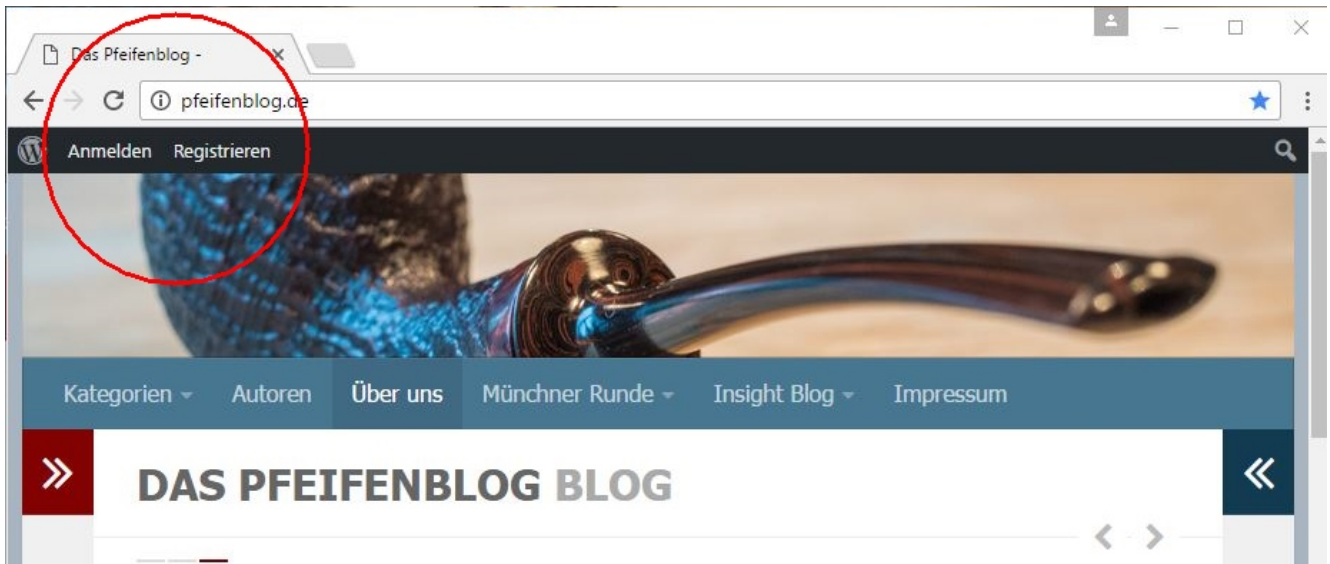 Das Pfeifenblog -
pfeifenblog.de
Anmelden Registrieren
Kategorien Autoren Über uns Münchner Runde Insight Blog Impressum
DAS PFEIFENBLOG BLOG